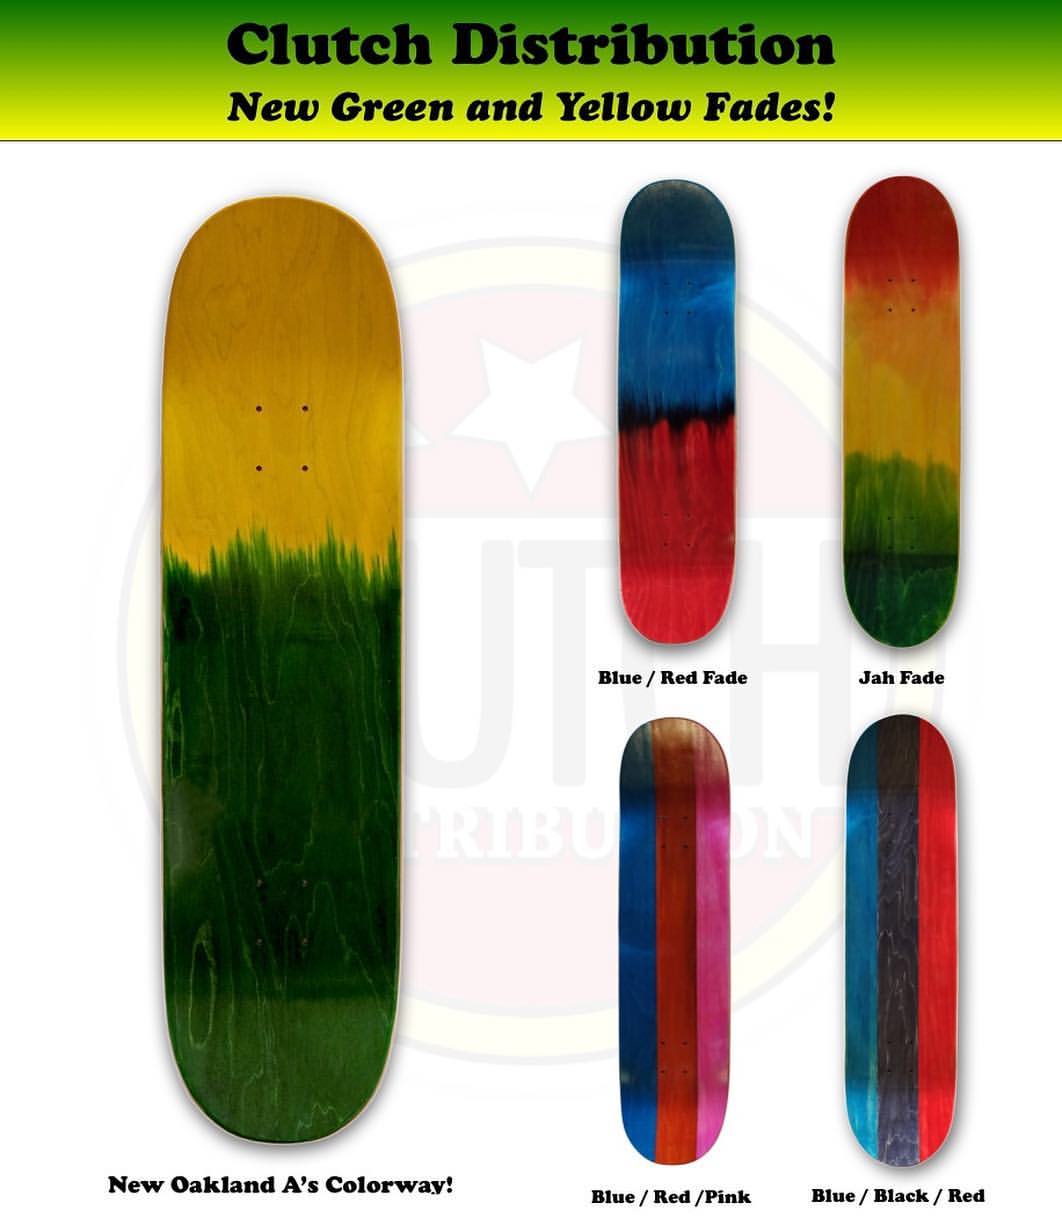 Clutch Distribution
New Green and Yellow Fades!
Blue / Red Fade
Jah Fade
New Oakland A's Colorway!
Blue / Red /Pink
Blue / Black / Red